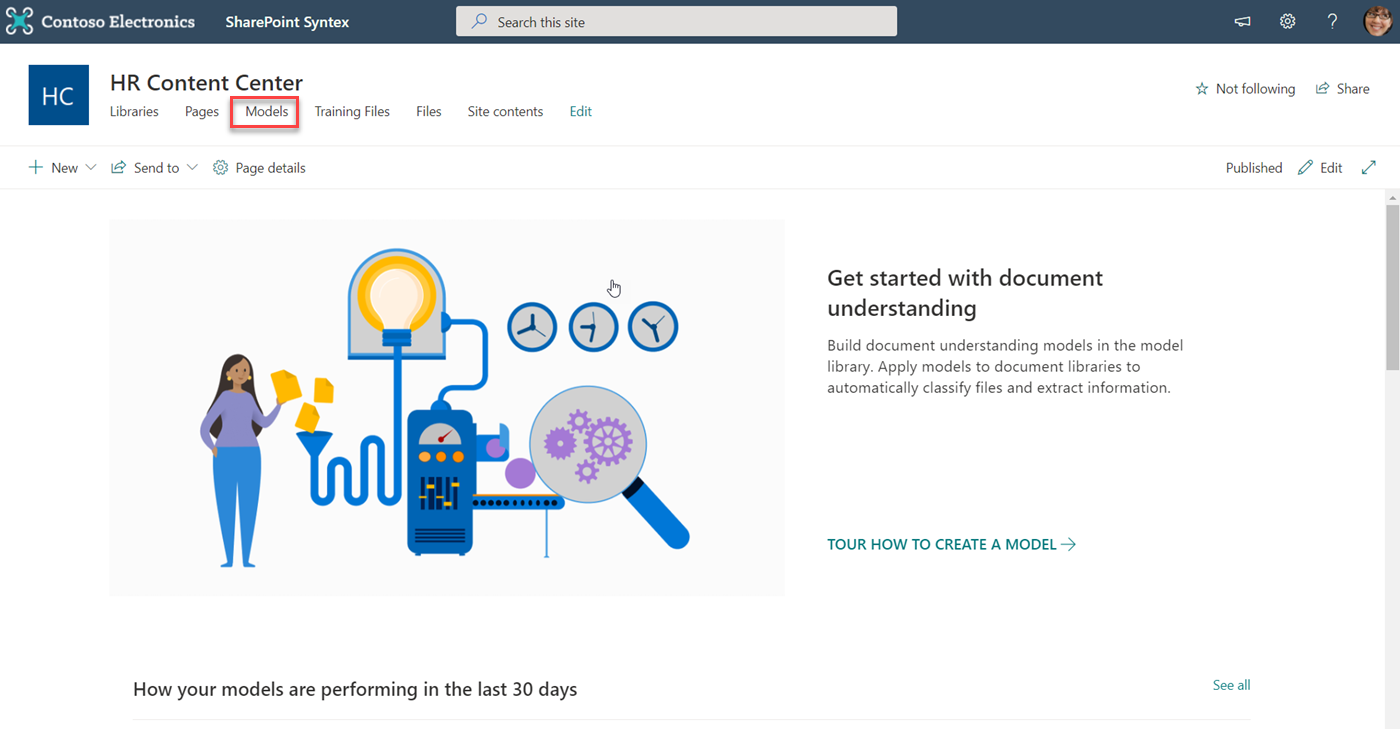 Contoso Electronics
SharePoint Syntex
Search this site
HC
HR Content Center
Libraries Pages Models Training Files Files Site contents Edit
Not following Share
New Send to Page details
Published Edit
Get started with document
understanding
Build document understanding models in the model
library. Apply models to document libraries to
automatically classify files and extract information.
TOUR HOW TO CREATE A MODEL
How your models are performing in the last 30 days
See all